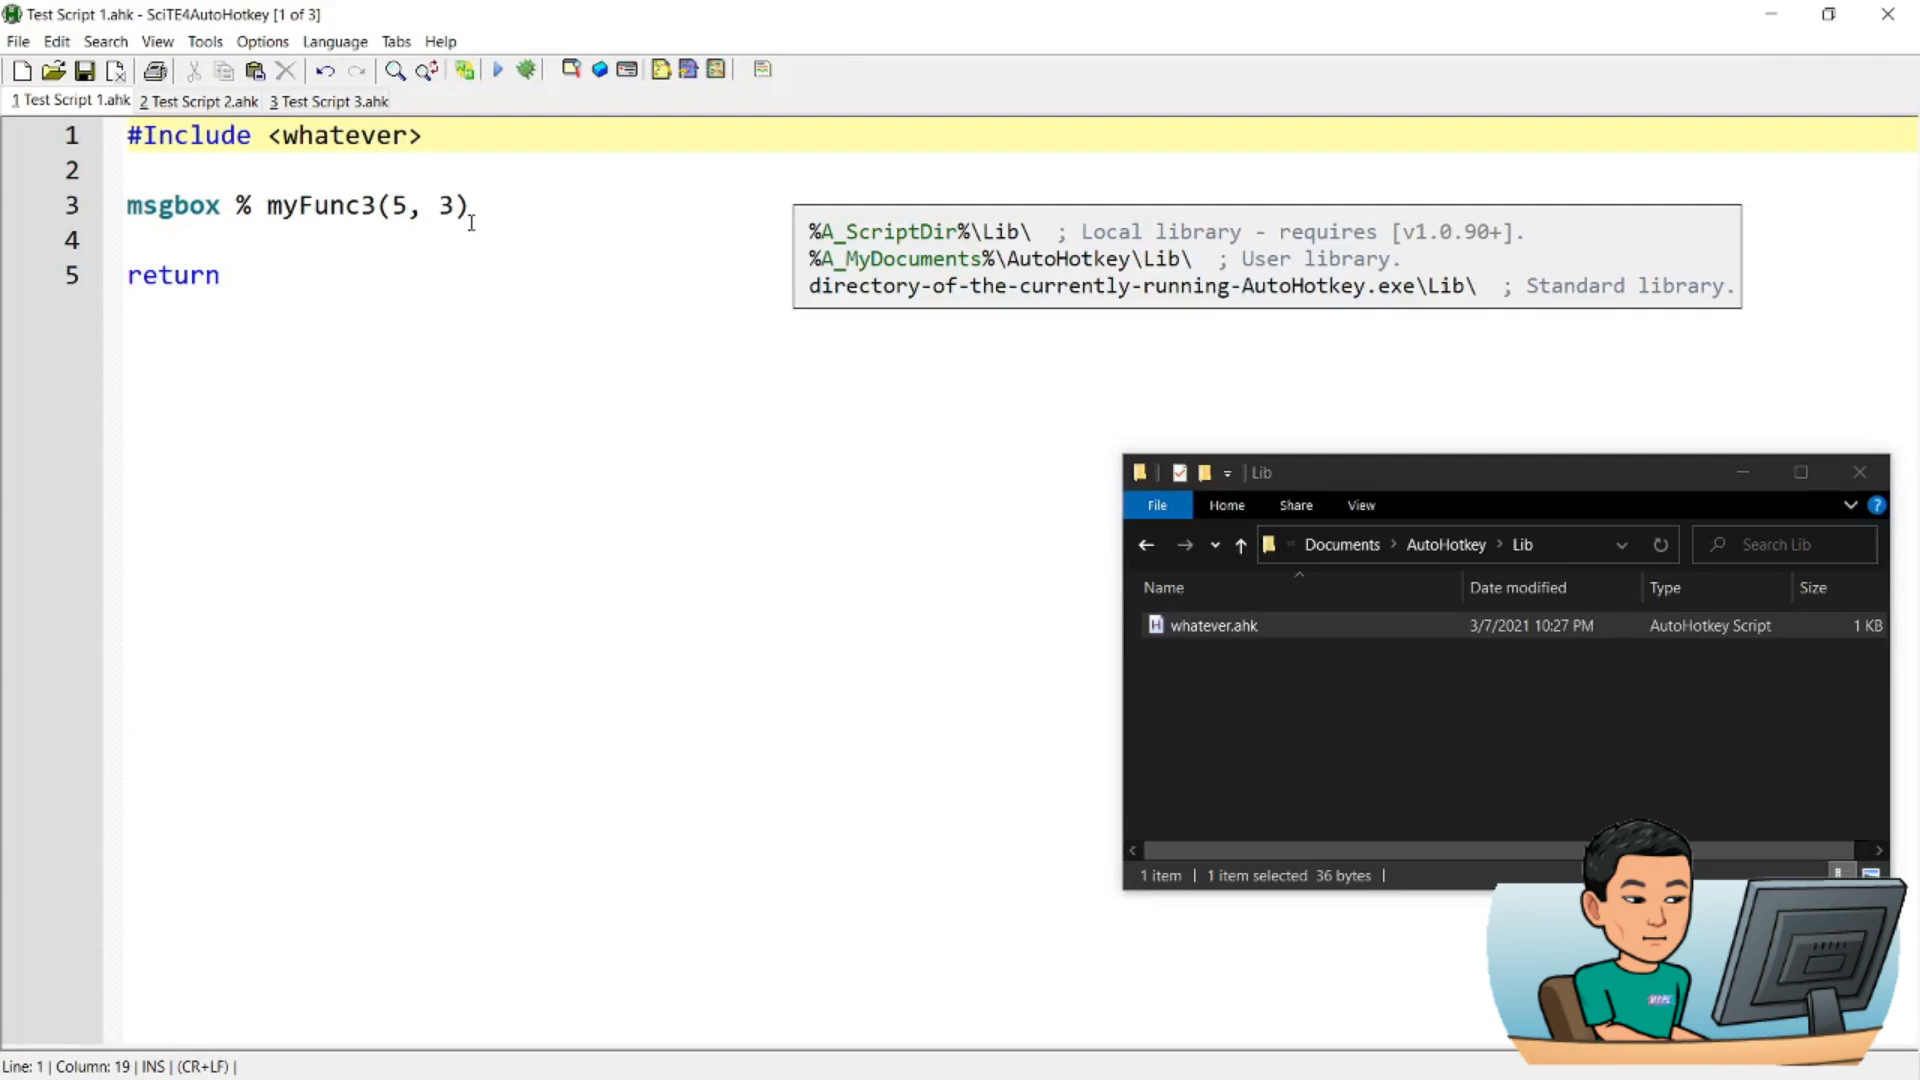 Test Script 1.ahk - SciTE4AutoHotkey [1 of 3]
File Edit Search View Tools Options Language Tabs Help
1 Test Script 1.ahk 2 Test Script 2.ahk 3 Test Script 3.ahk
1 #Include <whatever>
2
3 msgbox % myFunc3(5, 3)
4
5 return
%A_ScriptDir%\Lib\ ; Local library - requires [v1.0.90+].
%A_MyDocuments%\AutoHotkey\Lib\ ; User library.
directory-of-the-currently-running-AutoHotkey.exe\Lib\ ; Standard library.
Lib
File Home Share View
« Documents > AutoHotkey > Lib Search Lib
Name Date modified Type Size
whatever.ahk 3/7/2021 10:27 PM AutoHotkey Script 1 KB
1 item | 1 item selected 36 bytes |
Line: 1 | Column: 19 | INS | (CR+LF) |